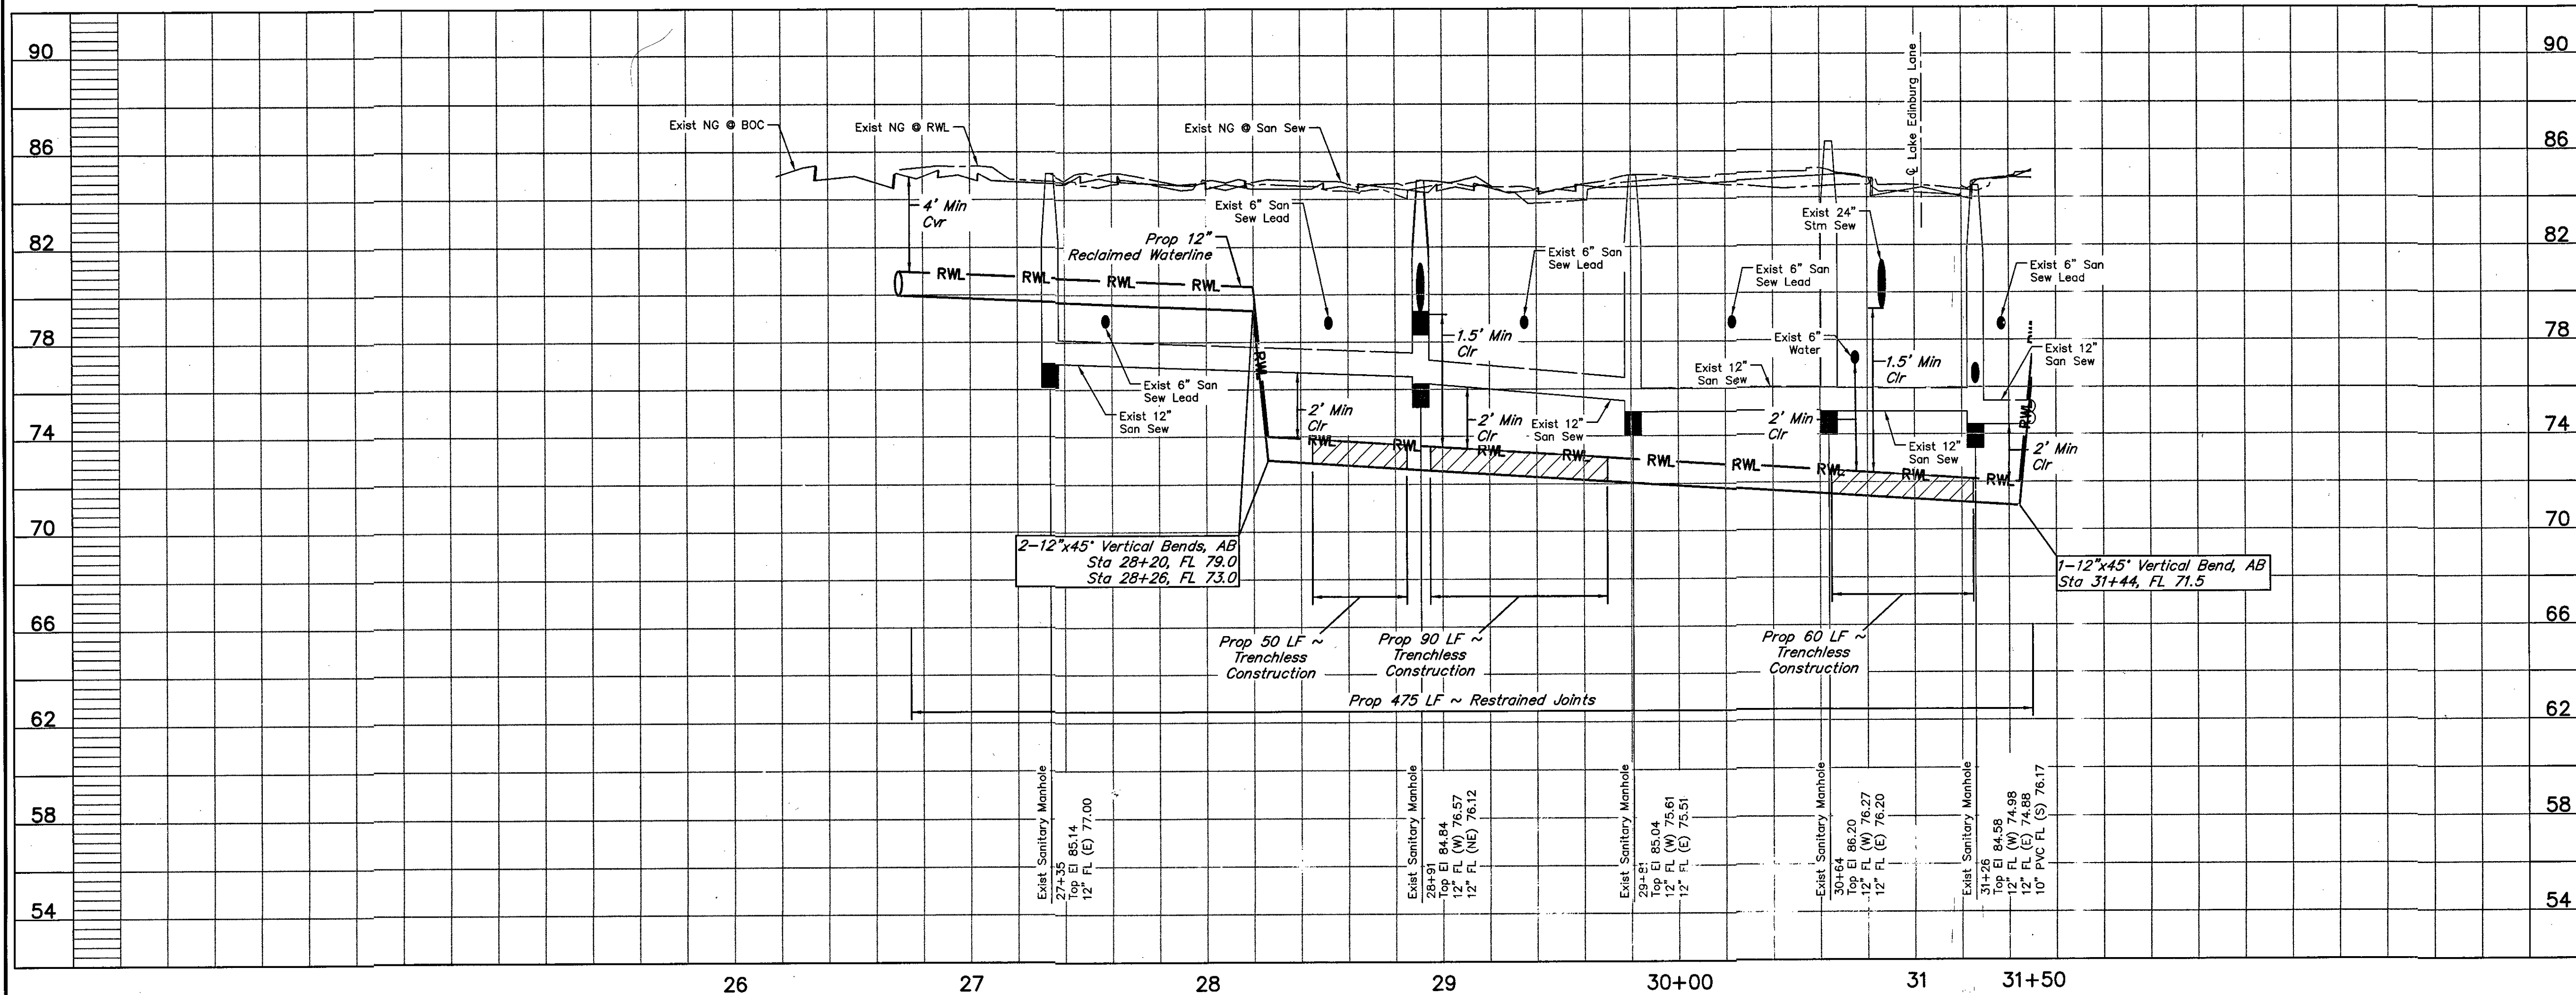 90
86
82
78
74
70
66
62
58
54
90
86
82
78
74
70
66
62
58
54
Exist NG @ BOC
Exist NG @ RWL
Exist NG @ San Sew
℄ Lake Edinburg Lane
4' Min
Cvr
Exist 6" San
Sew Lead
Prop 12"
Reclaimed Waterline
Exist 6" San
Sew Lead
Exist 6" San
Sew Lead
Exist 24"
Stm Sew
Exist 6" San
Sew Lead
RWL
RWL
RWL
RWL
RWL
Exist 6" San
Sew Lead
Exist 12"
San Sew
1.5' Min
Clr
Exist 6"
Water
1.5' Min
Clr
Exist 12"
San Sew
Exist 12"
San Sew
2' Min
Clr
2' Min
Clr
Exist 12"
San Sew
2' Min
Clr
Exist 12"
San Sew
2' Min
Clr
RWL
RWL
RWL
RWL
RWL
RWL
RWL
RWL
RWL
RWL
2-12"x45° Vertical Bends, AB
Sta 28+20, FL 79.0
Sta 28+26, FL 73.0
1-12"x45° Vertical Bend, AB
Sta 31+44, FL 71.5
Prop 50 LF ~
Trenchless
Construction
Prop 90 LF ~
Trenchless
Construction
Prop 60 LF ~
Trenchless
Construction
Prop 475 LF ~ Restrained Joints
Exist Sanitary Manhole
27+35
Top El 85.14
12" FL (E) 77.00
Exist Sanitary Manhole
28+91
Top El 84.84
12" FL (W) 76.57
12" FL (NE) 76.12
Exist Sanitary Manhole
29+81
Top El 85.04
12" FL (W) 75.61
12" FL (E) 75.51
Exist Sanitary Manhole
30+64
Top El 86.20
12" FL (W) 76.27
12" FL (E) 76.20
Exist Sanitary Manhole
31+26
Top El 84.58
12" FL (W) 74.98
12" FL (E) 74.88
10" PVC FL (S) 76.17
26
27
28
29
30+00
31
31+50